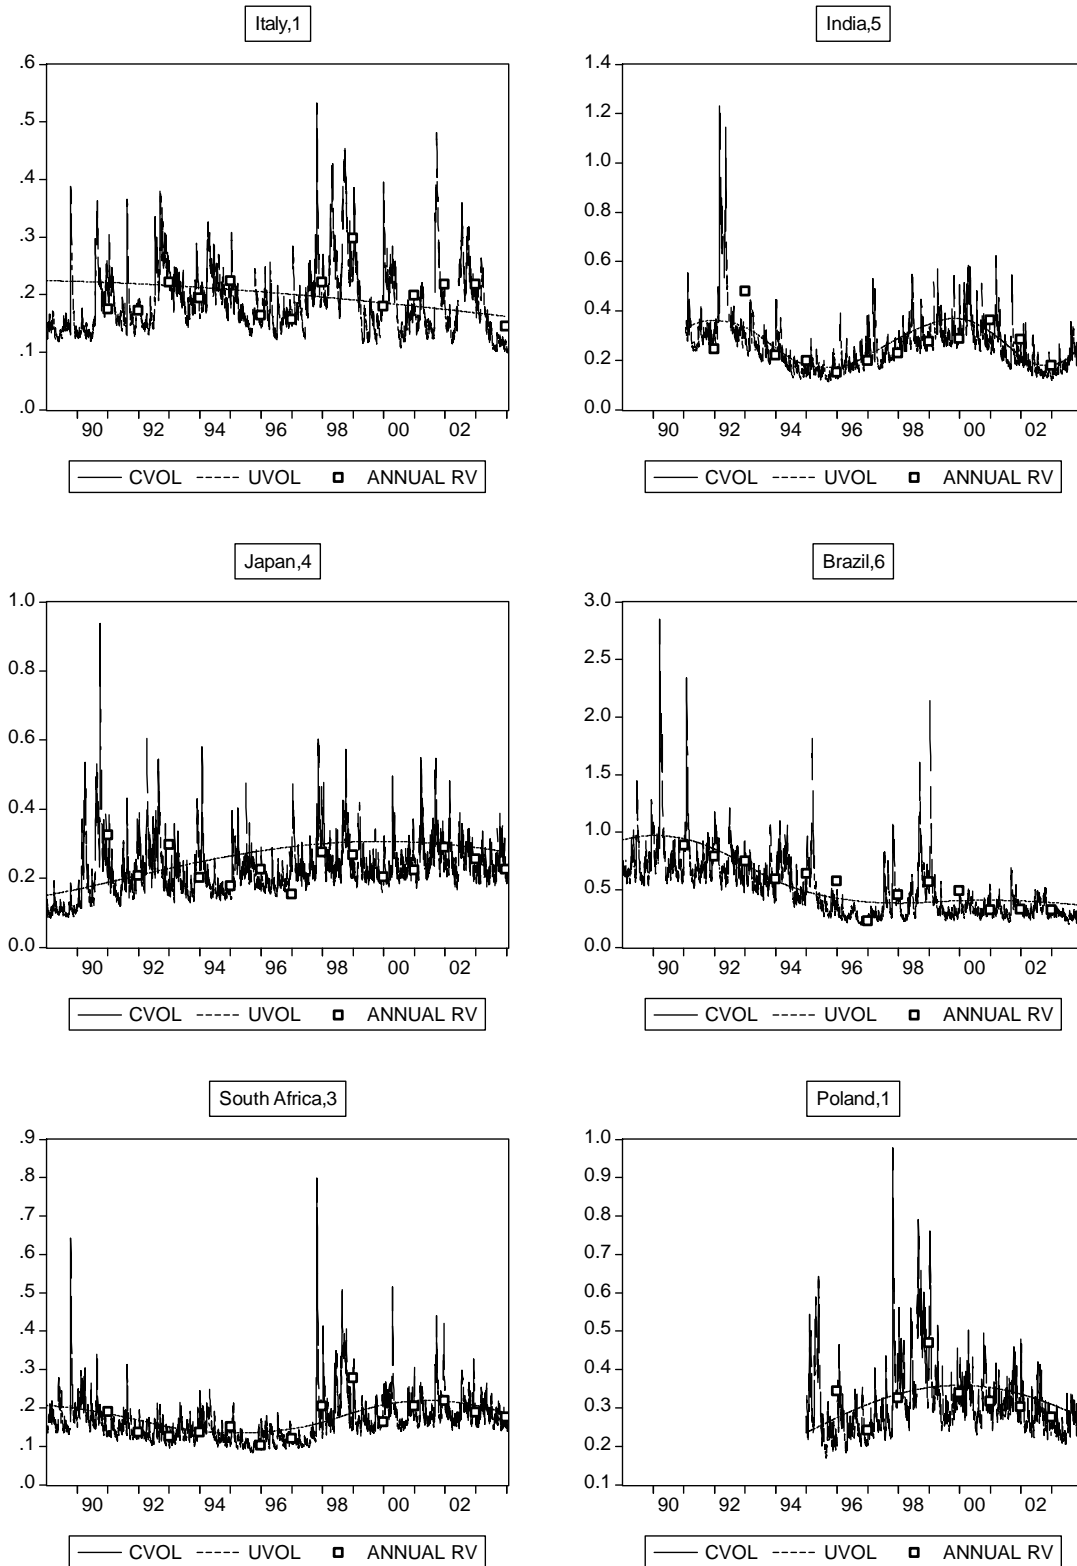 Italy,1
India,5
.6
.5
.4
.3
.2
.1
.0
90 92 94 96 98 00 02
CVOL UVOL ANNUAL RV
1.4
1.2
1.0
0.8
0.6
0.4
0.2
0.0
90 92 94 96 98 00 02
CVOL UVOL ANNUAL RV
Japan,4
Brazil,6
1.0
0.8
0.6
0.4
0.2
0.0
90 92 94 96 98 00 02
CVOL UVOL ANNUAL RV
3.0
2.5
2.0
1.5
1.0
0.5
0.0
90 92 94 96 98 00 02
CVOL UVOL ANNUAL RV
South Africa,3
Poland,1
.9
.8
.7
.6
.5
.4
.3
.2
.1
.0
90 92 94 96 98 00 02
CVOL UVOL ANNUAL RV
1.0
0.9
0.8
0.7
0.6
0.5
0.4
0.3
0.2
0.1
90 92 94 96 98 00 02
CVOL UVOL ANNUAL RV